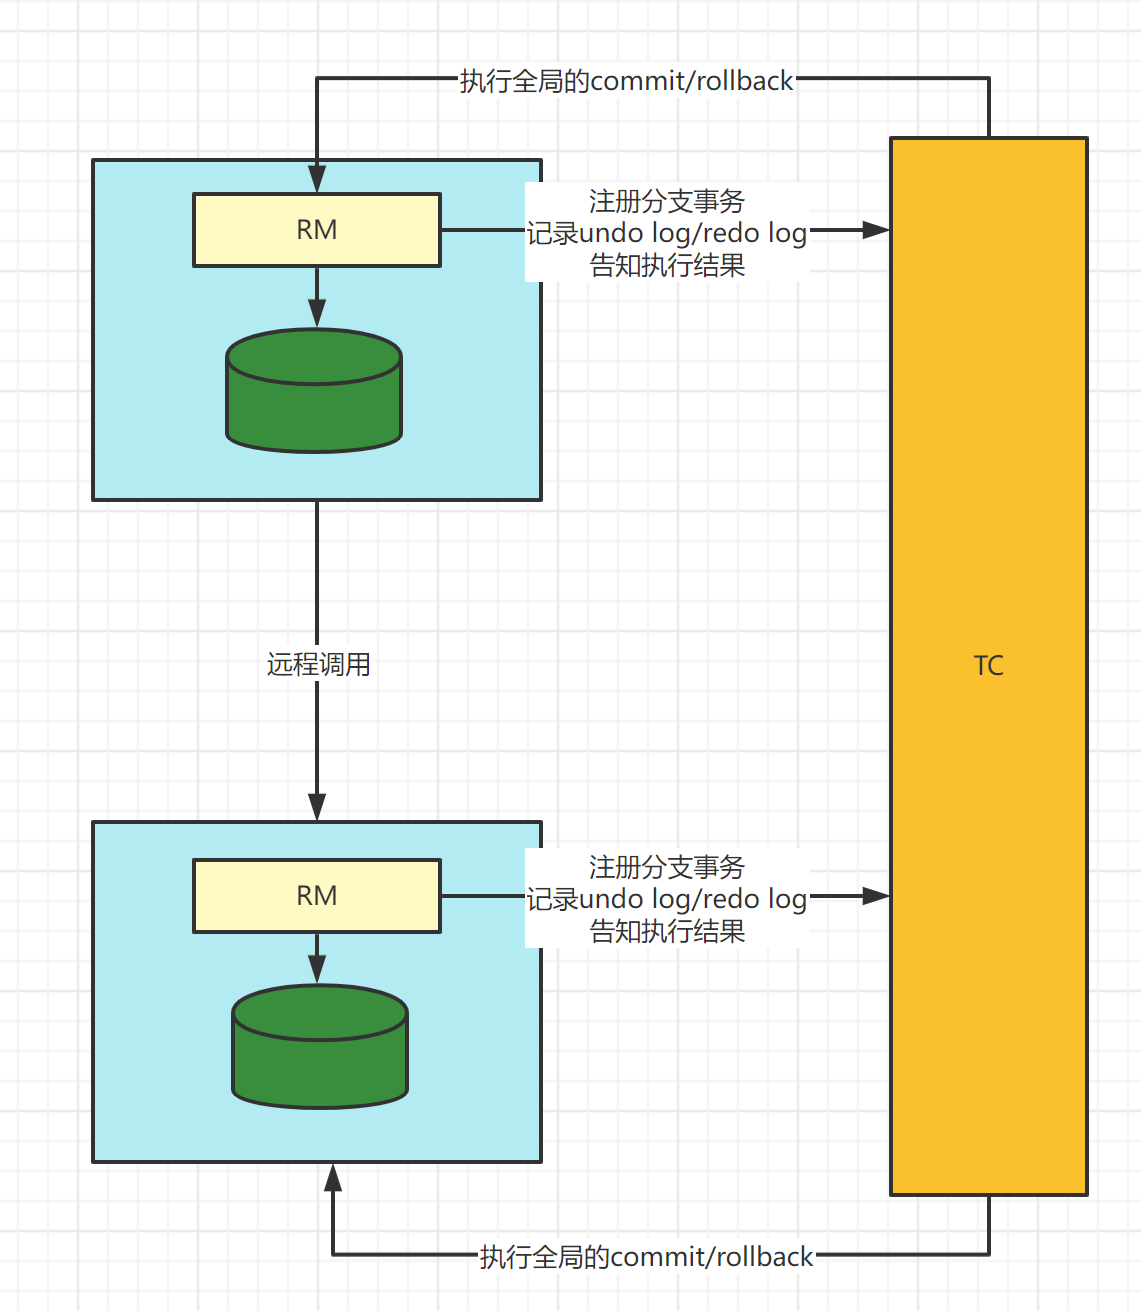 执行全局的commit/rollback
RM
注册分支事务
记录undo log/redo log
告知执行结果
远程调用
TC
RM
注册分支事务
记录undo log/redo log
告知执行结果
执行全局的commit/rollback